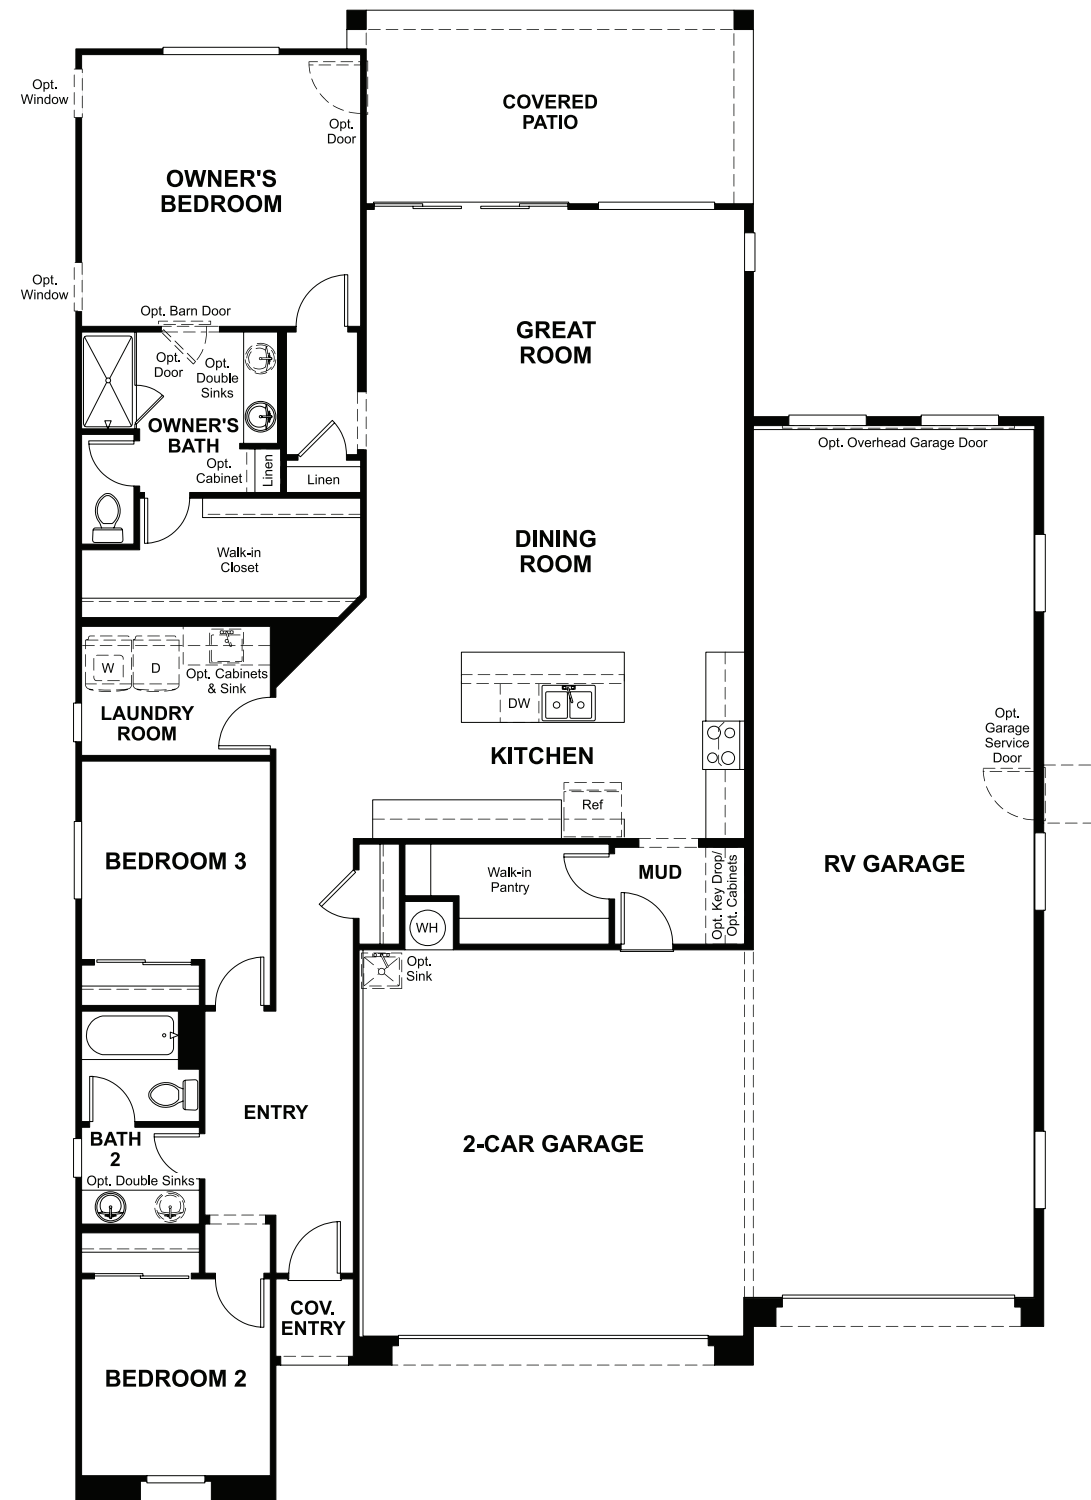 COVERED
PATIO
Opt.
Window
Opt.
Door
OWNER'S
BEDROOM
Opt.
Window
Opt. Barn Door
Opt.
Door
Opt.
Double
Sinks
OWNER'S
BATH
Opt.
Cabinet
Linen
Linen
Walk-in
Closet
GREAT
ROOM
DINING
ROOM
Opt. Overhead Garage Door
W
D
Opt. Cabinets
& Sink
LAUNDRY
ROOM
DW
KITCHEN
Ref
Opt.
Garage
Service
Door
BEDROOM 3
Walk-in
Pantry
MUD
Opt. Key Drop/
Opt. Cabinets
RV GARAGE
WH
Opt.
Sink
ENTRY
BATH
2
Opt. Double Sinks
2-CAR GARAGE
COV.
ENTRY
BEDROOM 2